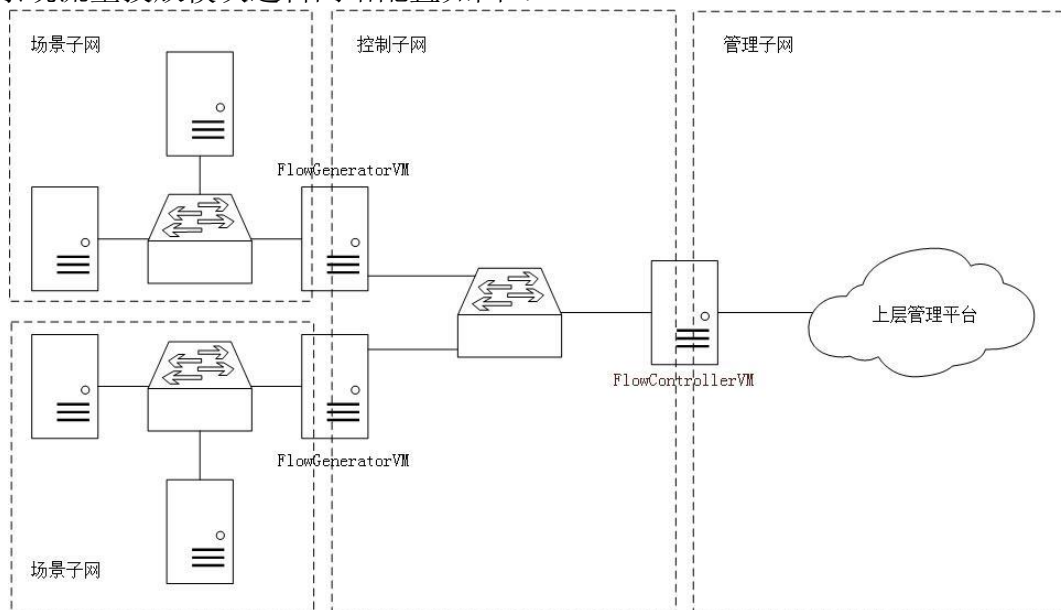 场景子网
控制子网
管理子网
FlowGeneratorVM
上层管理平台
FlowControllerVM
FlowGeneratorVM
场景子网